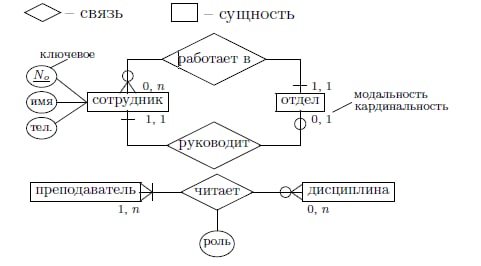 – связь – сущность
ключевое
No
имя
тел.
работает в
0, n
1, 1
сотрудник
отдел
модальность
кардинальность
1, 1
0, 1
руководит
преподаватель
читает
дисциплина
1, n
0, n
роль